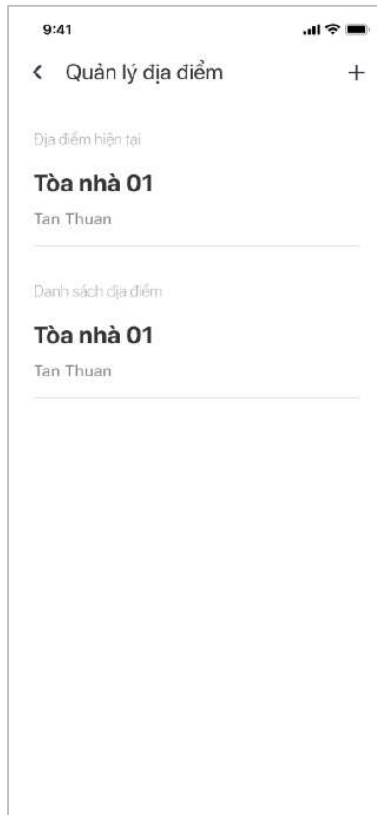 9:41
Quản lý địa điểm
Địa điểm hiện tại
Tòa nhà 01
Tan Thuan
Danh sách địa điểm
Tòa nhà 01
Tan Thuan